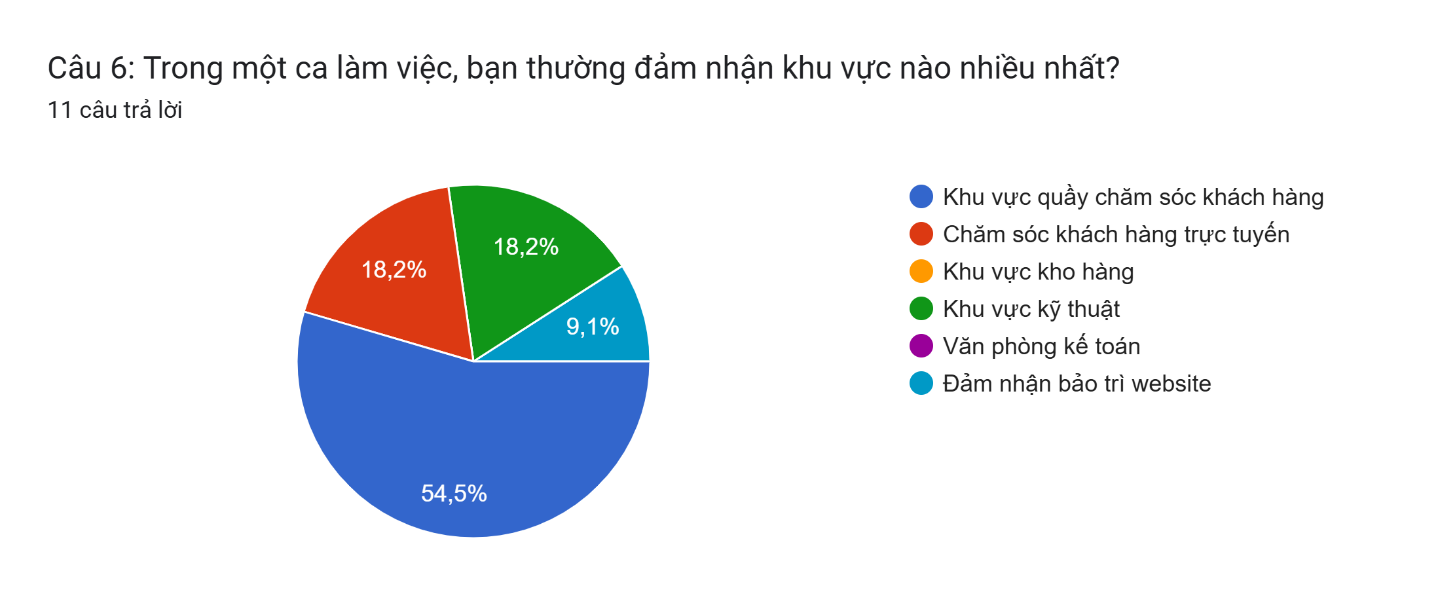 Câu 6: Trong một ca làm việc, bạn thường đảm nhận khu vực nào nhiều nhất?
11 câu trả lời
18,2%
18,2%
9,1%
54,5%
Khu vực quầy chăm sóc khách hàng
Chăm sóc khách hàng trực tuyến
Khu vực kho hàng
Khu vực kỹ thuật
Văn phòng kế toán
Đảm nhận bảo trì website